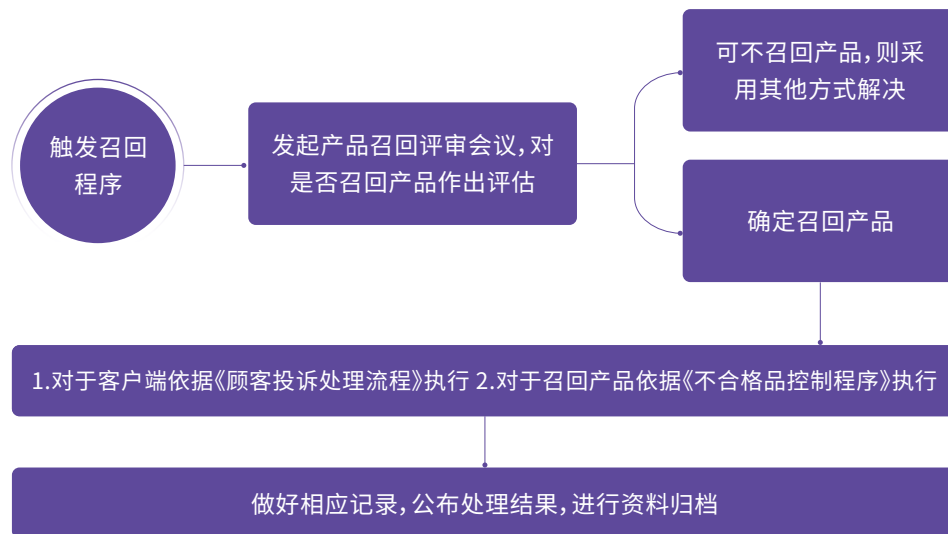 触发召回
程序
发起产品召回评审会议,对
是否召回产品作出评估
可不召回产品,则采
用其他方式解决
确定召回产品
1.对于客户端依据《顾客投诉处理流程》执行 2.对于召回产品依据《不合格品控制程序》执行
做好相应记录,公布处理结果,进行资料归档